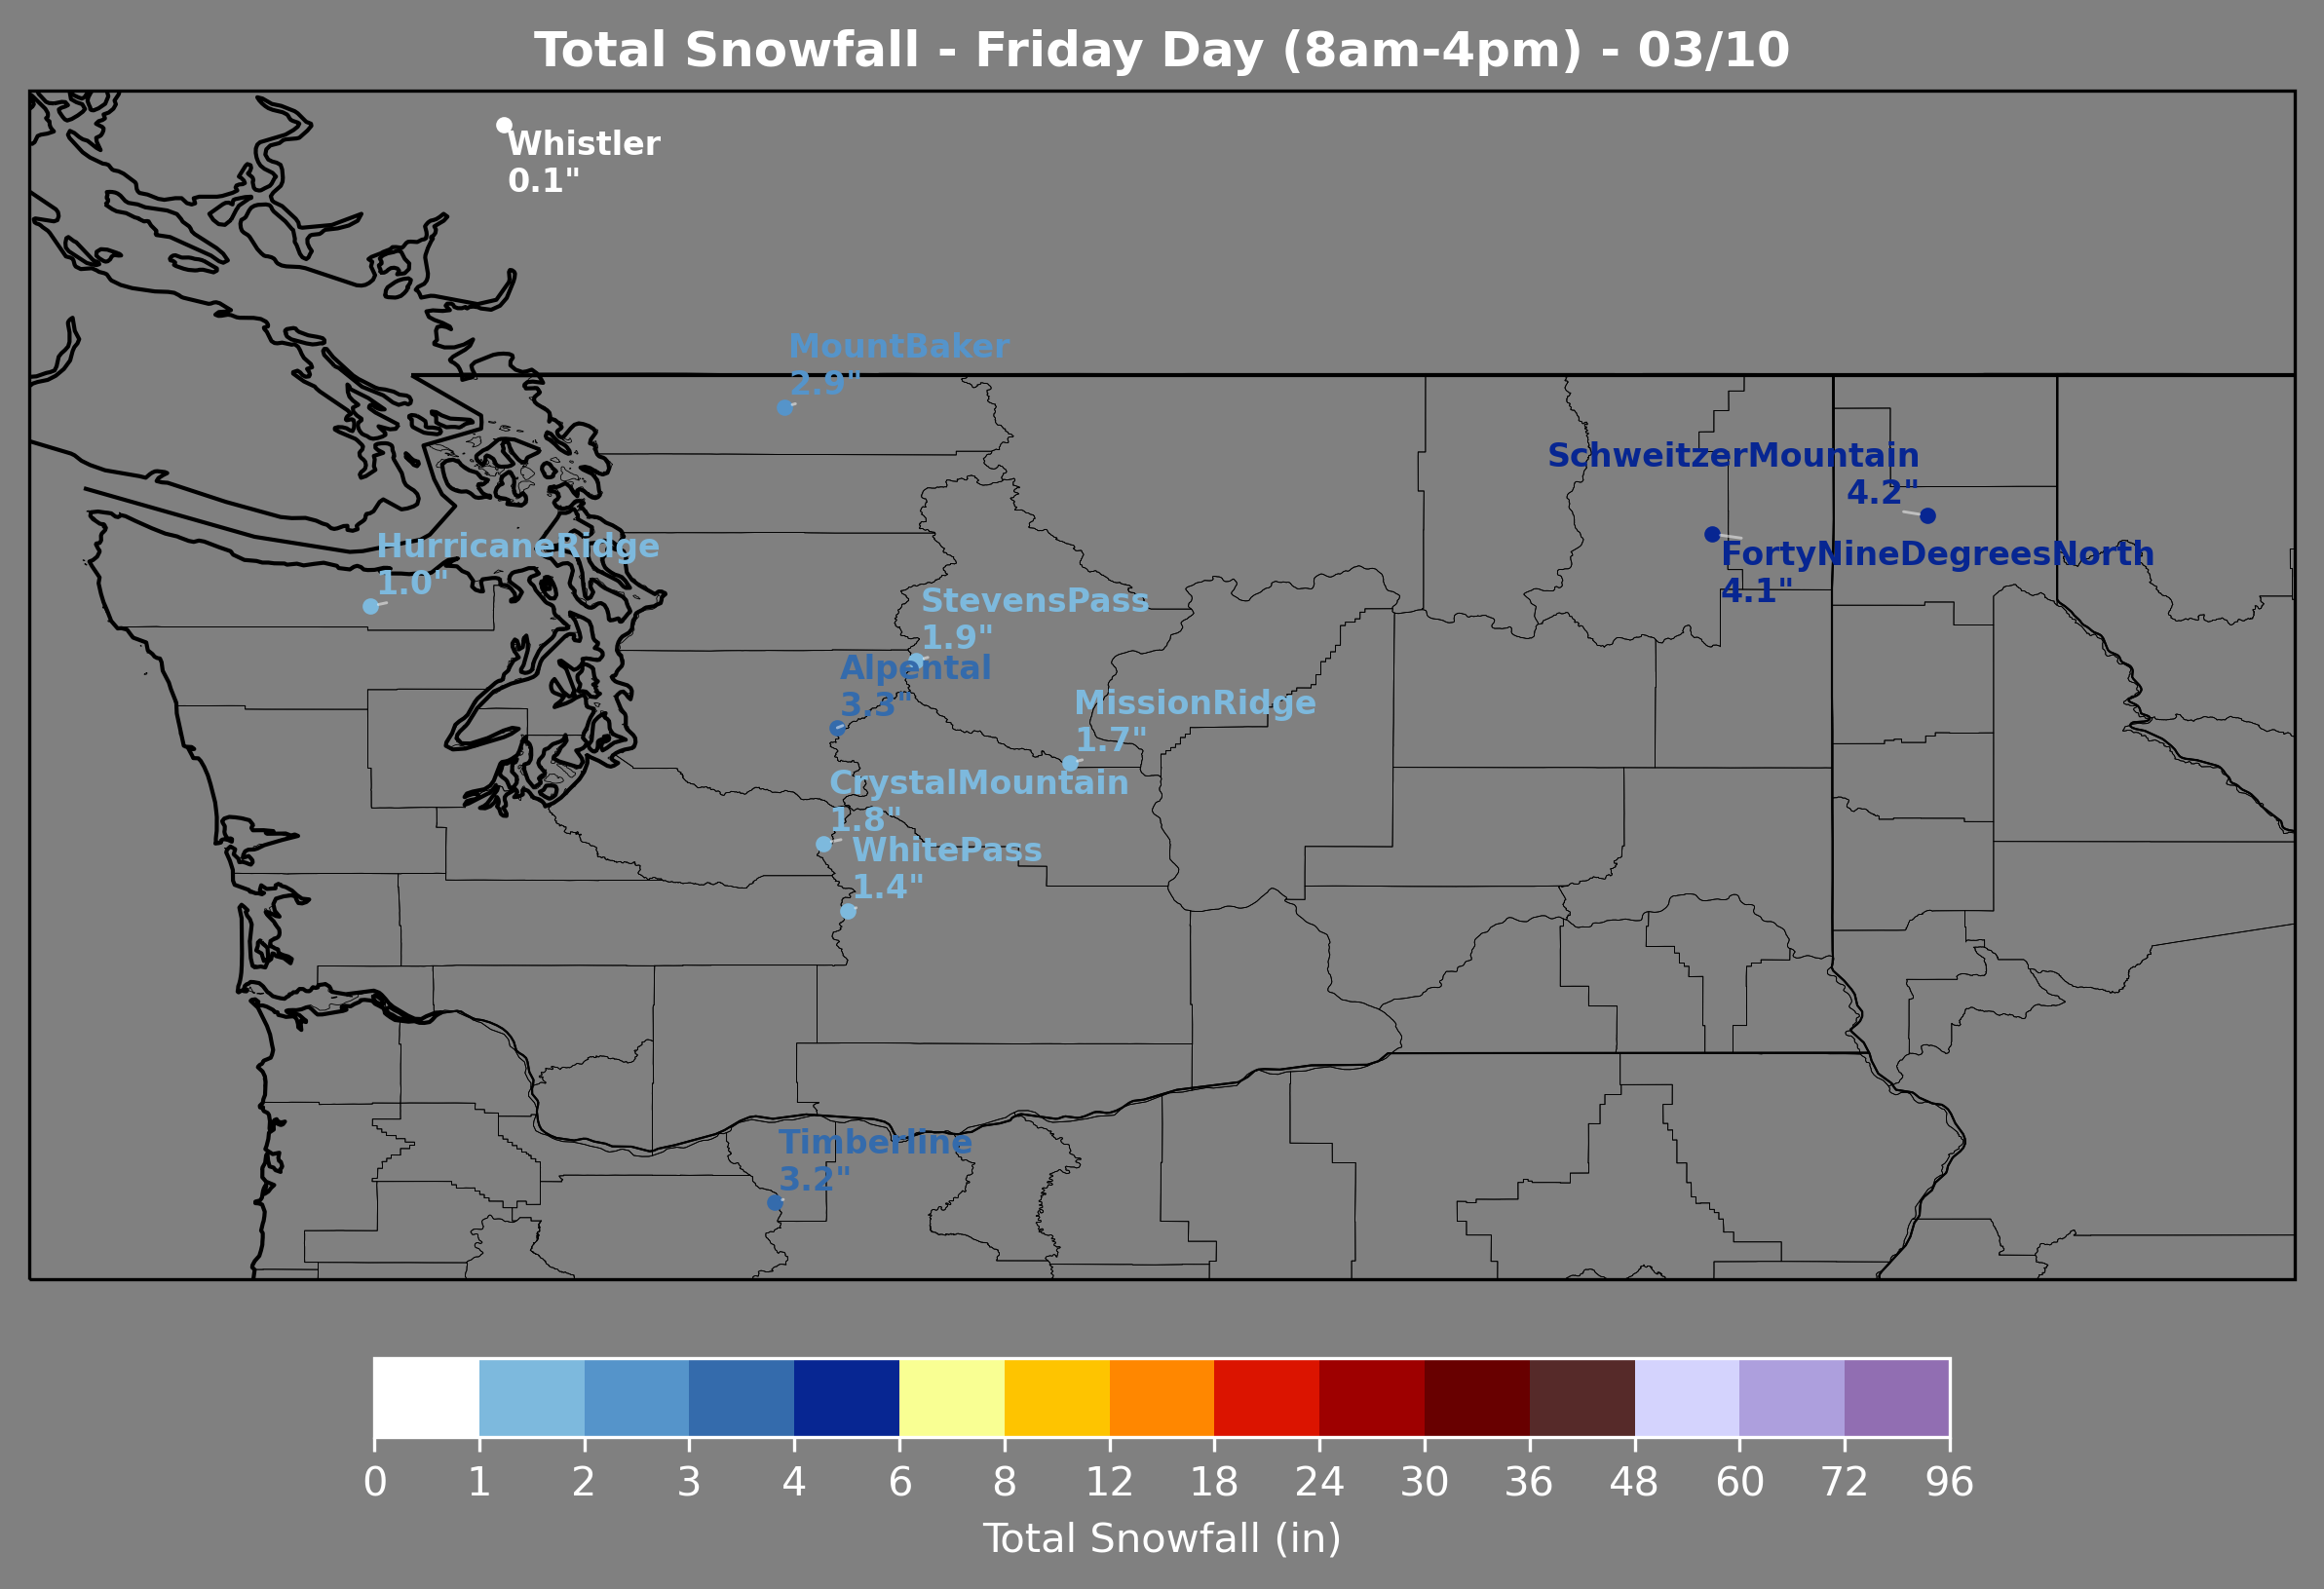 Total Snowfall - Friday Day (8am-4pm) - 03/10
Whistler
0.1"
MountBaker
2.9"
SchweitzerMountain
4.2"
HurricaneRidge
1.0"
FortyNineDegreesNorth
4.1"
StevensPass
1.9"
Alpental
3.3"
MissionRidge
1.7"
CrystalMountain
1.8"
WhitePass
1.4"
Timberline
3.2"
0 1 2 3 4 6 8 12 18 24 30 36 48 60 72 96
Total Snowfall (in)